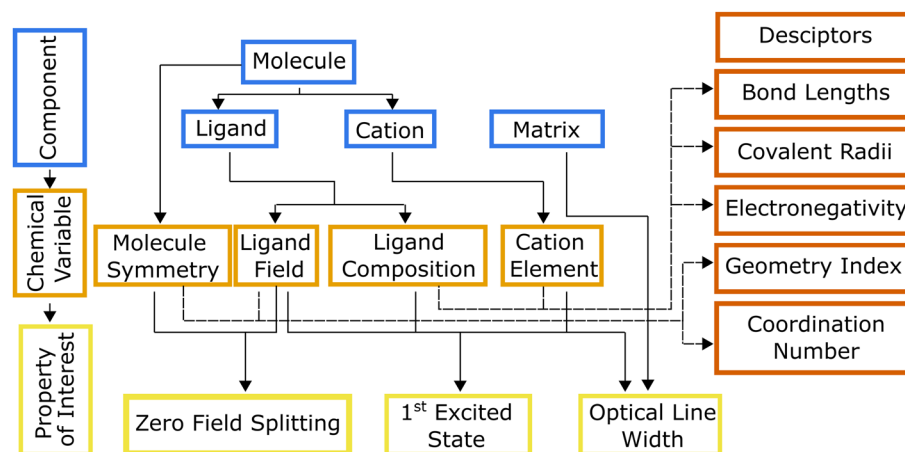 Component
Chemical
Variable
Property
of Interest
Molecule
Ligand
Cation
Matrix
Molecule
Symmetry
Ligand
Field
Ligand
Composition
Cation
Element
Zero Field Splitting
1st Excited
State
Optical Line
Width
Desciptors
Bond Lengths
Covalent Radii
Electronegativity
Geometry Index
Coordination
Number